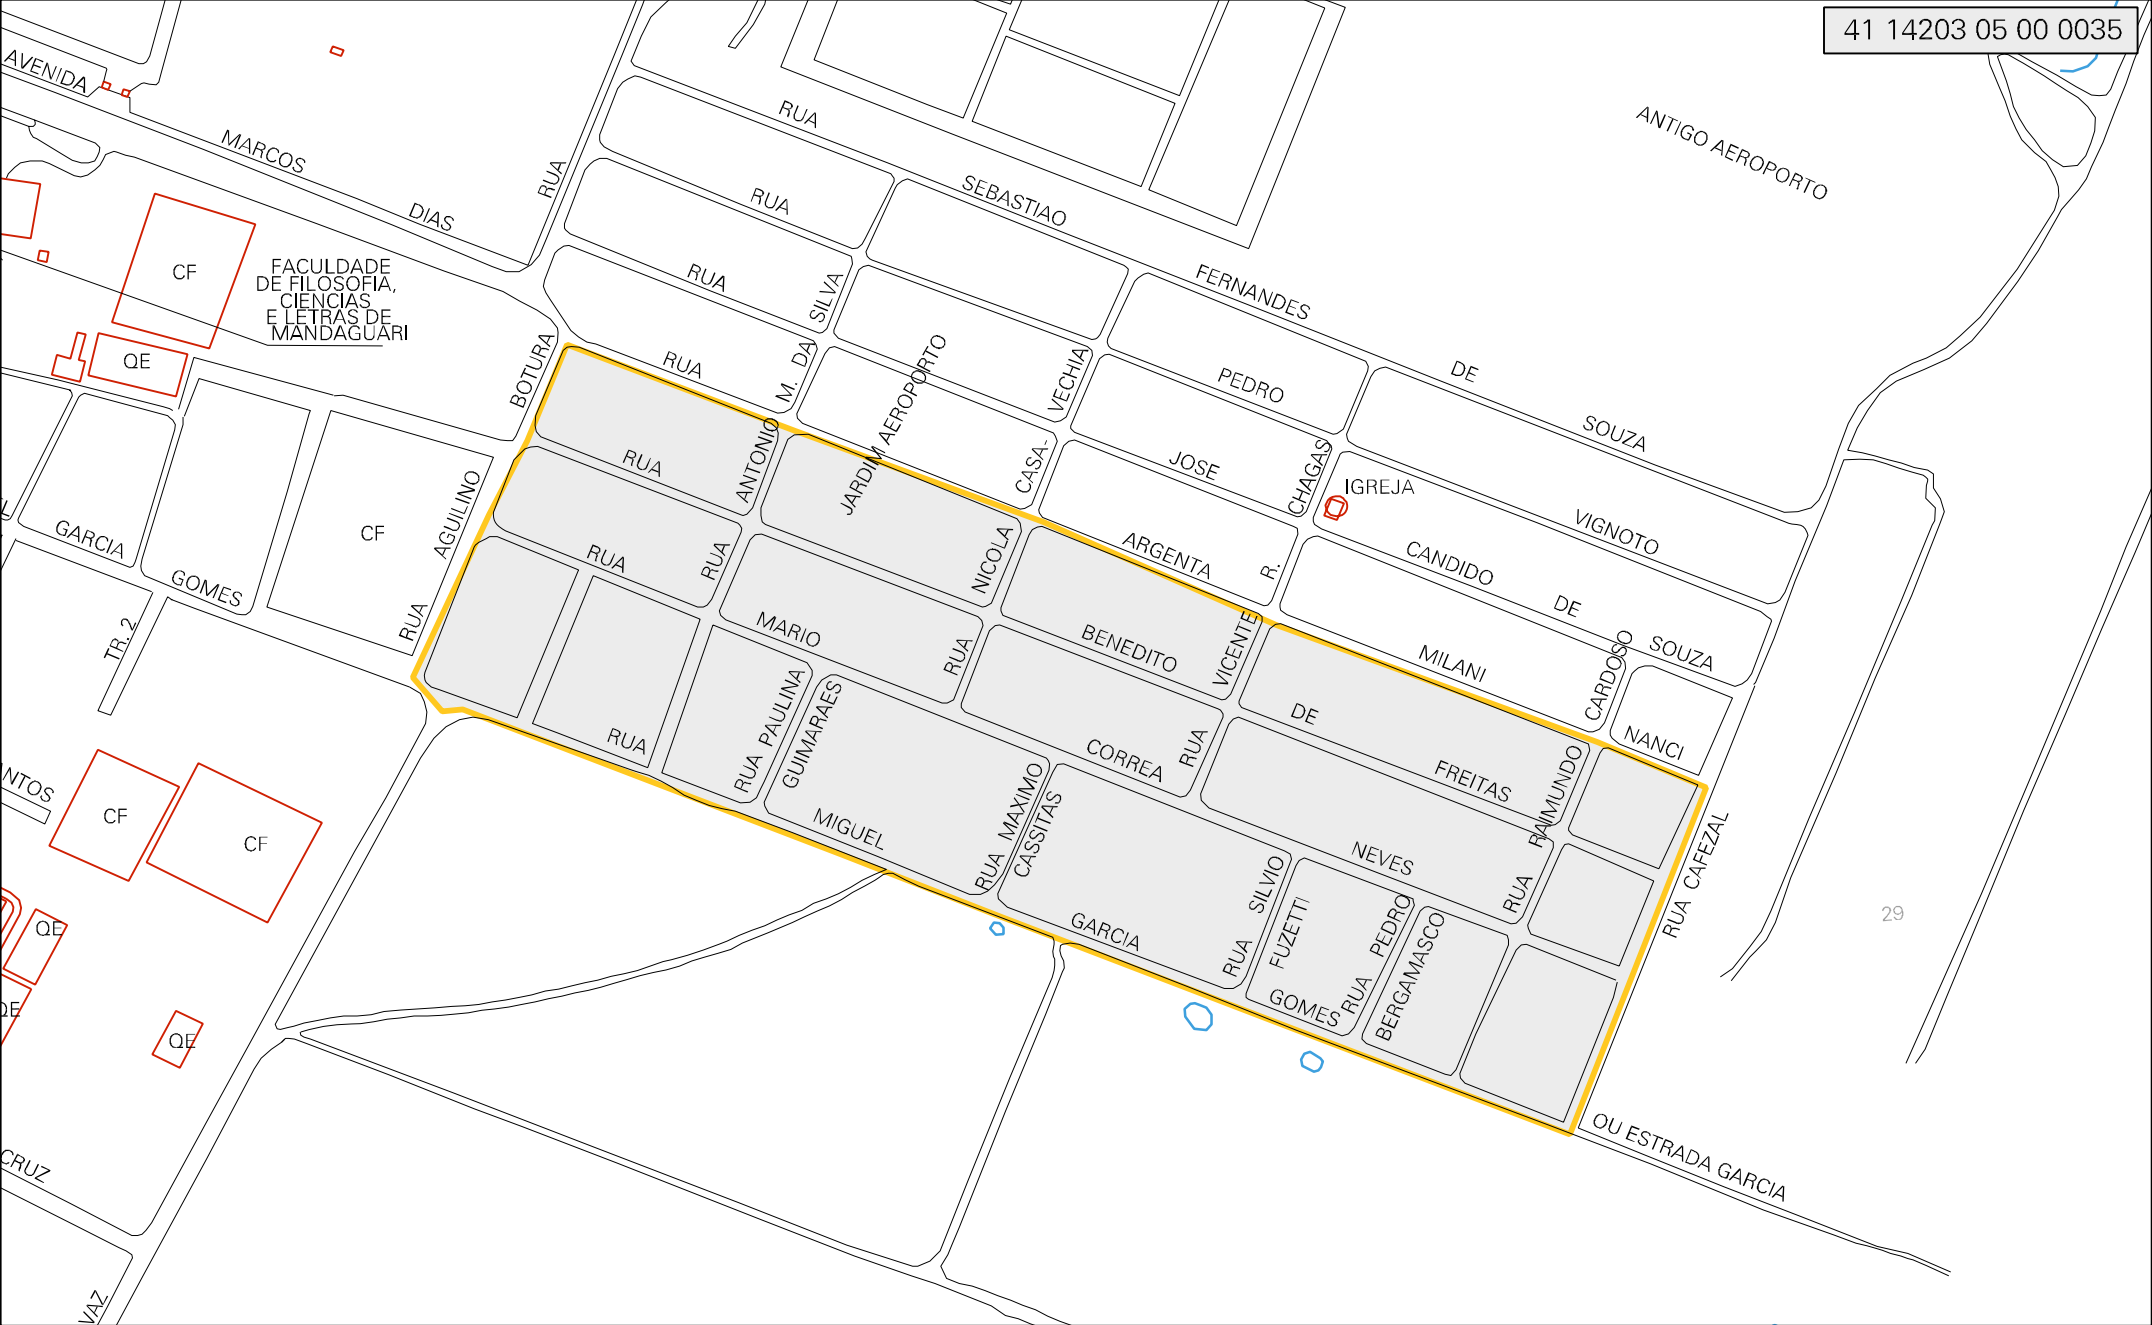 41 14203 05 00 0035
AVENIDA
MARCOS
DIAS
RUA
RUA
SEBASTIAO
FERNANDES
DE
SOUZA
ANTIGO AEROPORTO
RUA
PEDRO
VIGNOTO
RUA
JOSE
CANDIDO
DE
SOUZA
RUA
ARGENTA
MILANI
NANCI
CF
FACULDADE
DE FILOSOFIA,
CIENCIAS
E LETRAS DE
MANDAGUARI
QE
BOTURA
AGUILINO
RUA
SILVA
M. DA
ANTONIO
RUA
JARDIM AEROPORTO
VECHIA
CASA-
NICOLA
RUA
CHAGAS
R.
VICENTE
RUA
IGREJA
CARDOSO
RAIMUNDO
RUA
RUA
BENEDITO
DE
FREITAS
RUA
MARIO
CORREA
NEVES
GARCIA
GOMES
CF
TR. 2
RUA
MIGUEL
GARCIA
GOMES
RUA PAULINA
GUIMARAES
RUA MAXIMO
CASSITAS
RUA SILVIO
FUZETTI
RUA PEDRO
BERGAMASCO
RUA CAFEZAL
29
OU ESTRADA GARCIA
ANTOS
CF
CF
QE
QE
QE
CRUZ
VAZ